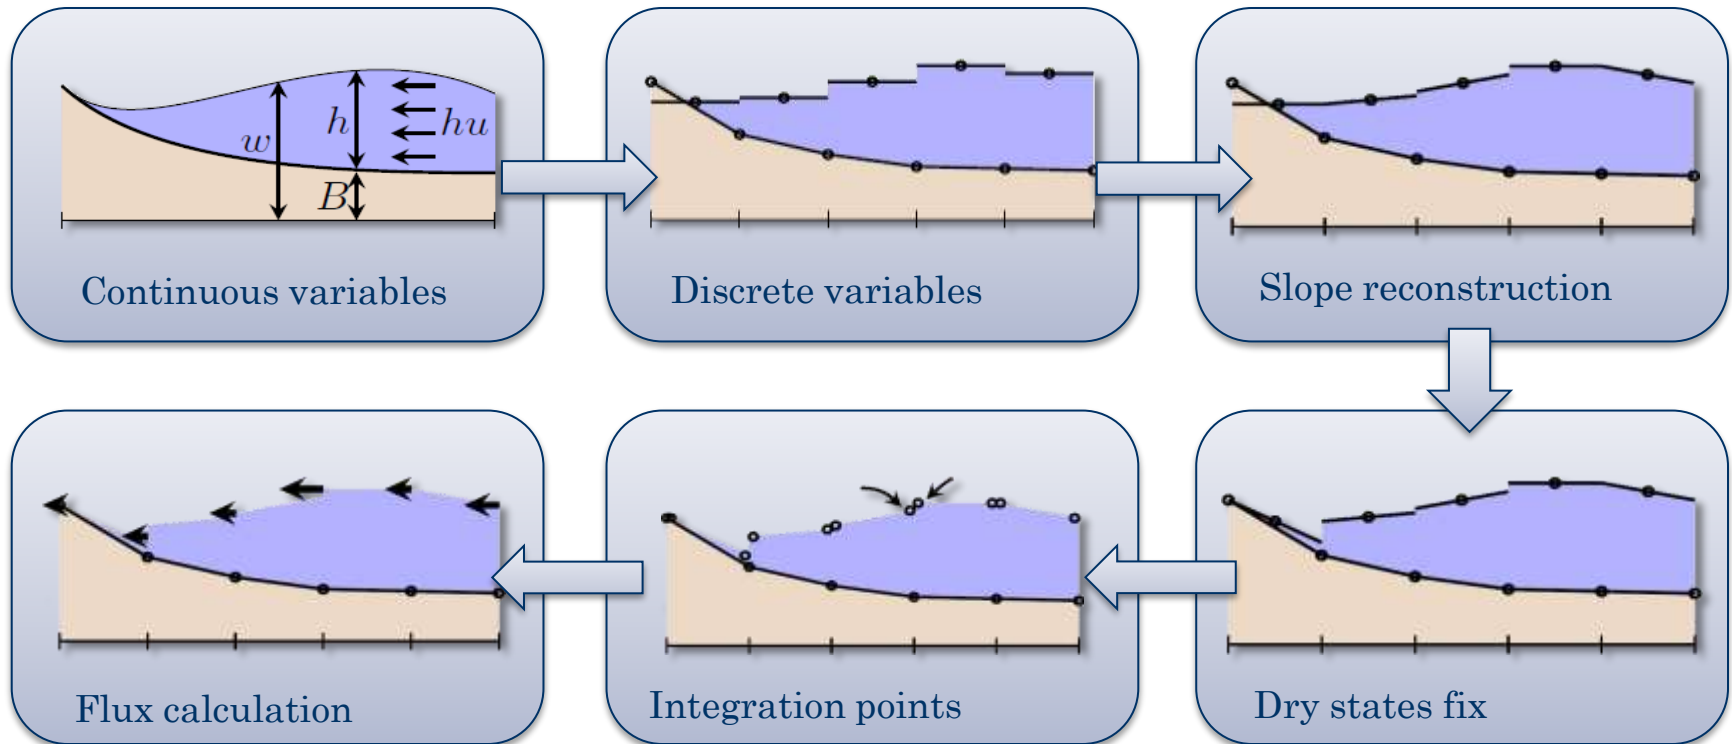 w
h
hu
B
Continuous variables
Discrete variables
Slope reconstruction
Flux calculation
Integration points
Dry states fix